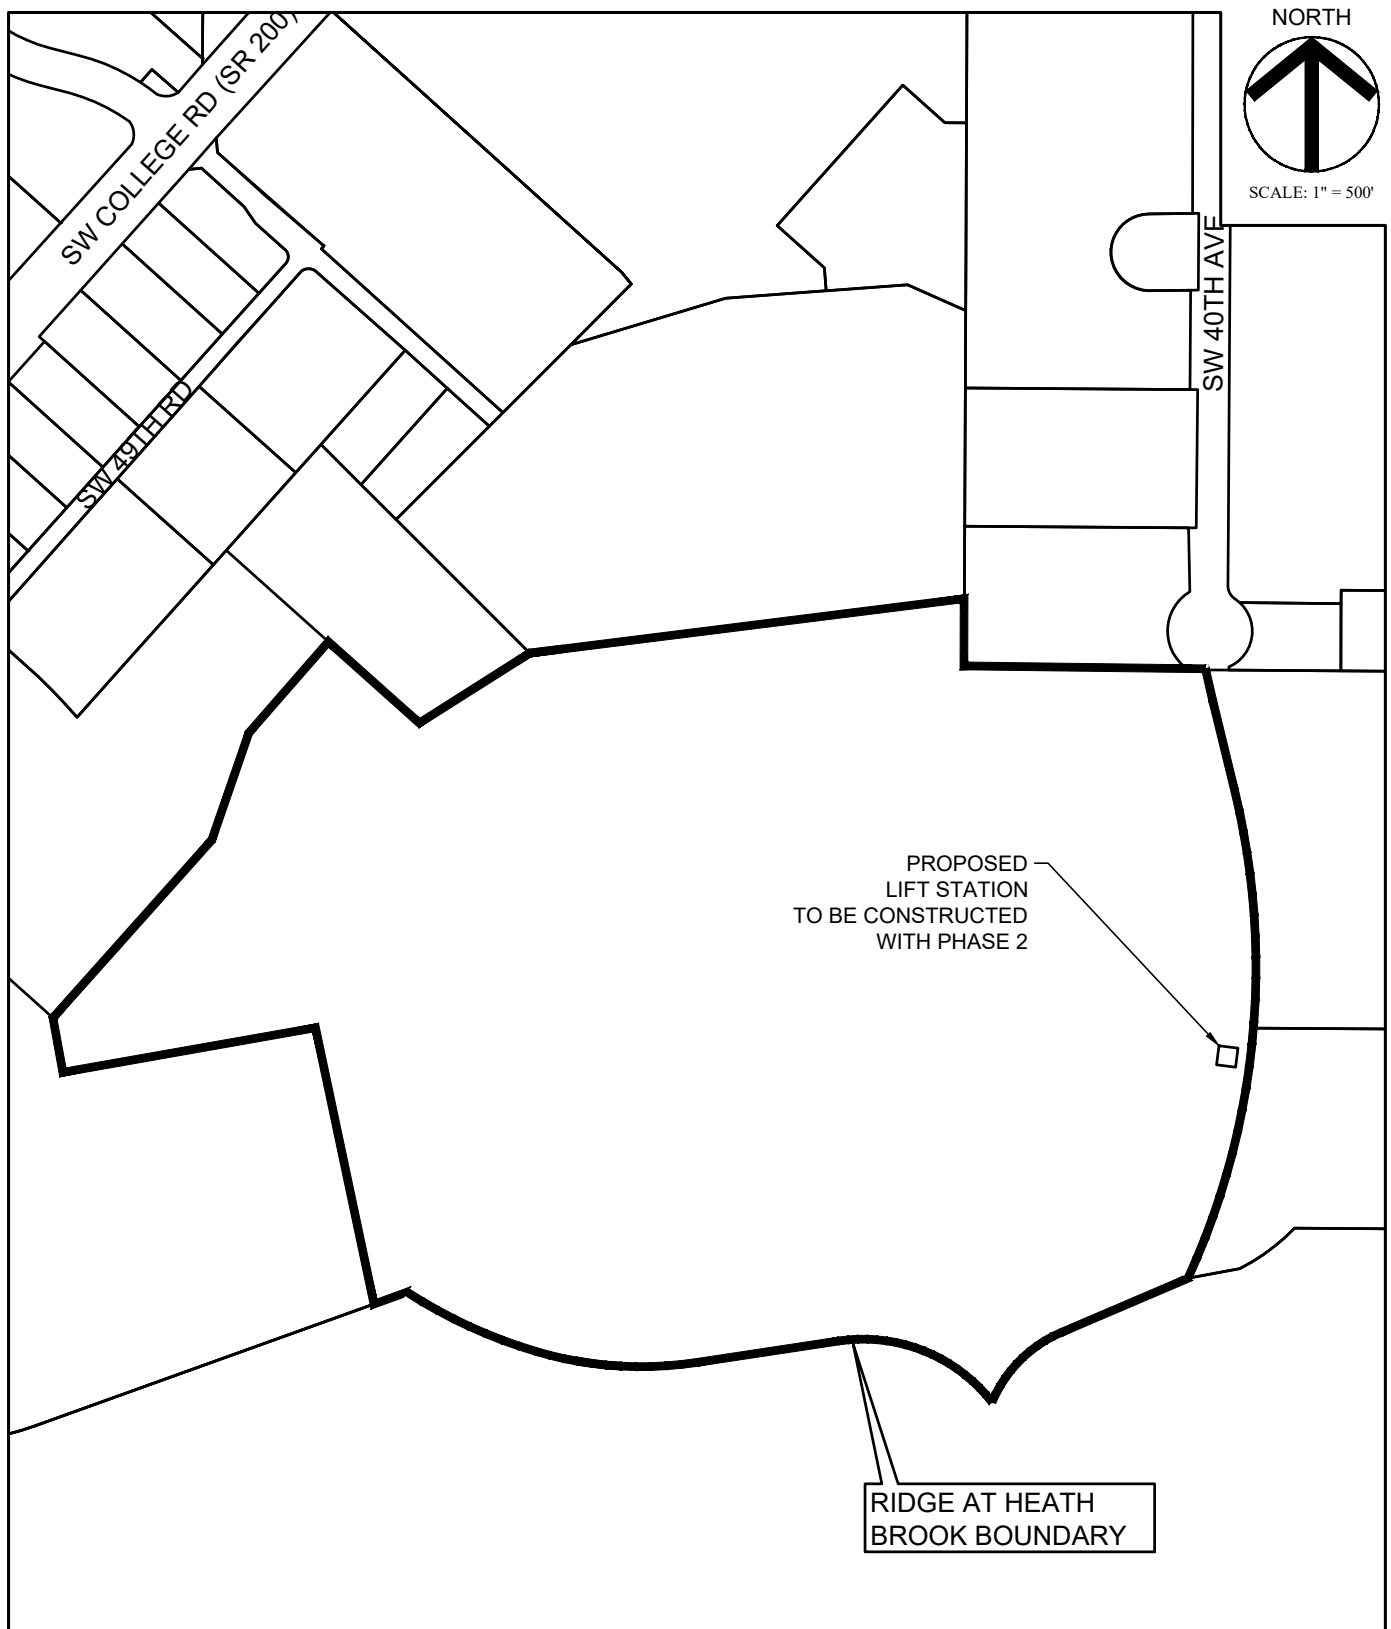 NORTH
SCALE: 1" = 500'
SW COLLEGE RD (SR 200)
SW 40TH AVE
SW 49TH RD
PROPOSED
LIFT STATION
TO BE CONSTRUCTED
WITH PHASE 2
RIDGE AT HEATH
BROOK BOUNDARY